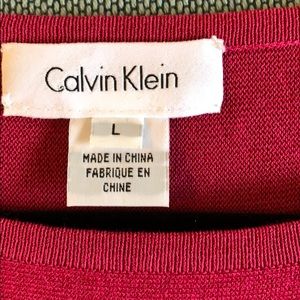 Calvin Klein
L
MADE IN CHINA
FABRIQUE EN
CHINE